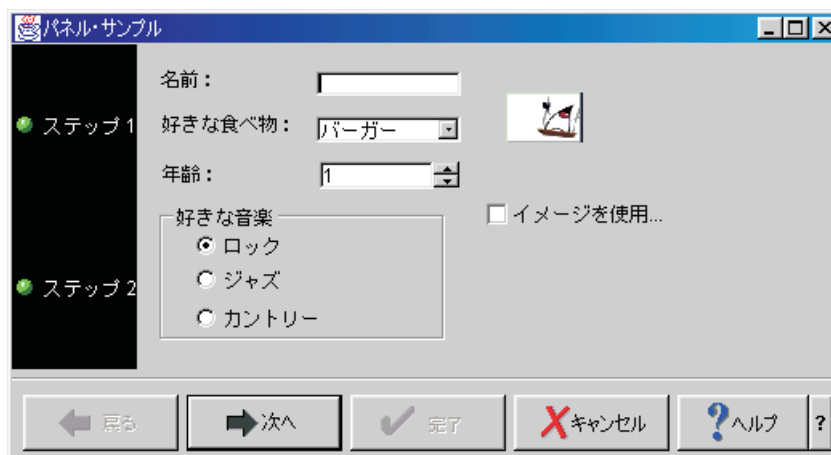 パネル・サンプル
名前：
ステップ 1
好きな食べ物：
バーガー
年齢：
1
好きな音楽
イメージを使用...
ロック
ジャズ
ステップ 2
カントリー
戻る
次へ
完了
キャンセル
?
ヘルプ
?